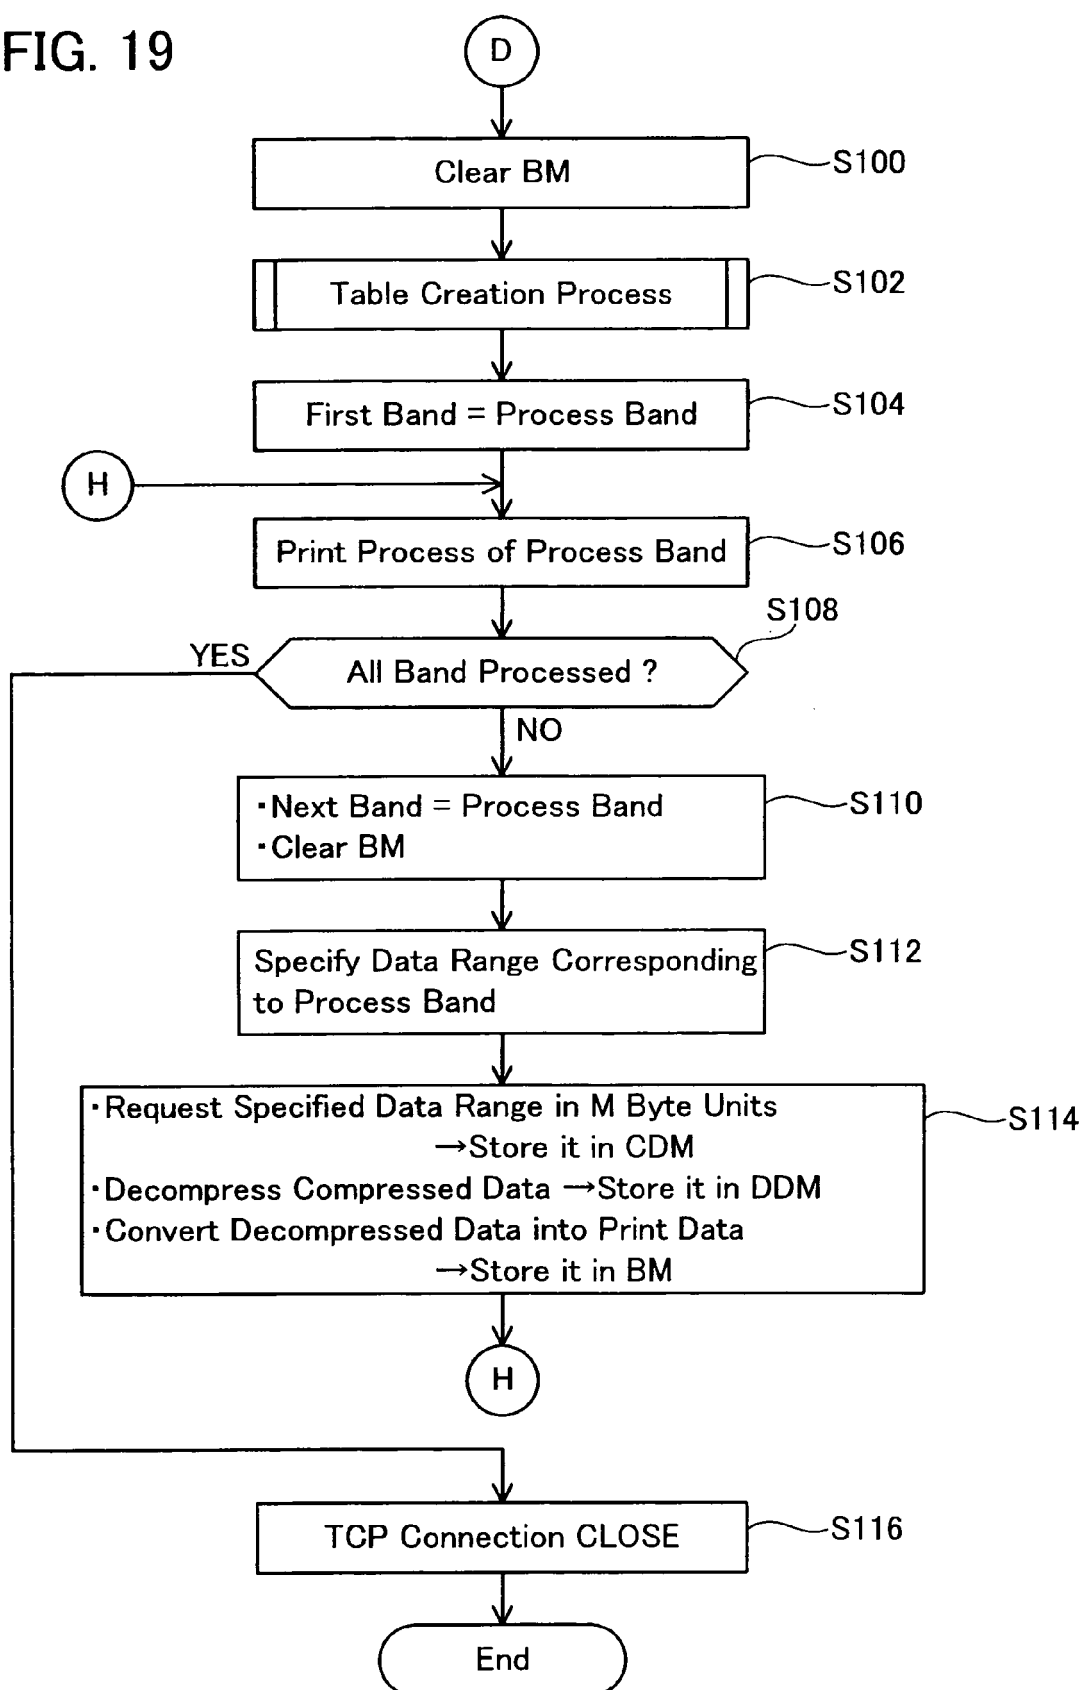 FIG. 19
D
Clear BM
S100
Table Creation Process
S102
First Band = Process Band
S104
H
Print Process of Process Band
S106
S108
YES
All Band Processed ?
NO
・Next Band = Process Band
・Clear BM
S110
Specify Data Range Corresponding
to Process Band
S112
・Request Specified Data Range in M Byte Units
→Store it in CDM
・Decompress Compressed Data →Store it in DDM
・Convert Decompressed Data into Print Data
→Store it in BM
S114
H
TCP Connection CLOSE
S116
End